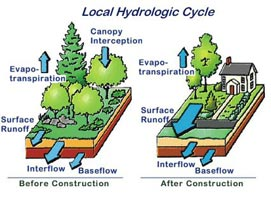 Local Hydrologic Cycle
Canopy
Interception
Evapo-
transpiration
Surface
Runoff
Interflow
Baseflow
Before Construction
Evapo-
transpiration
Surface
Runoff
Interflow
Baseflow
After Construction